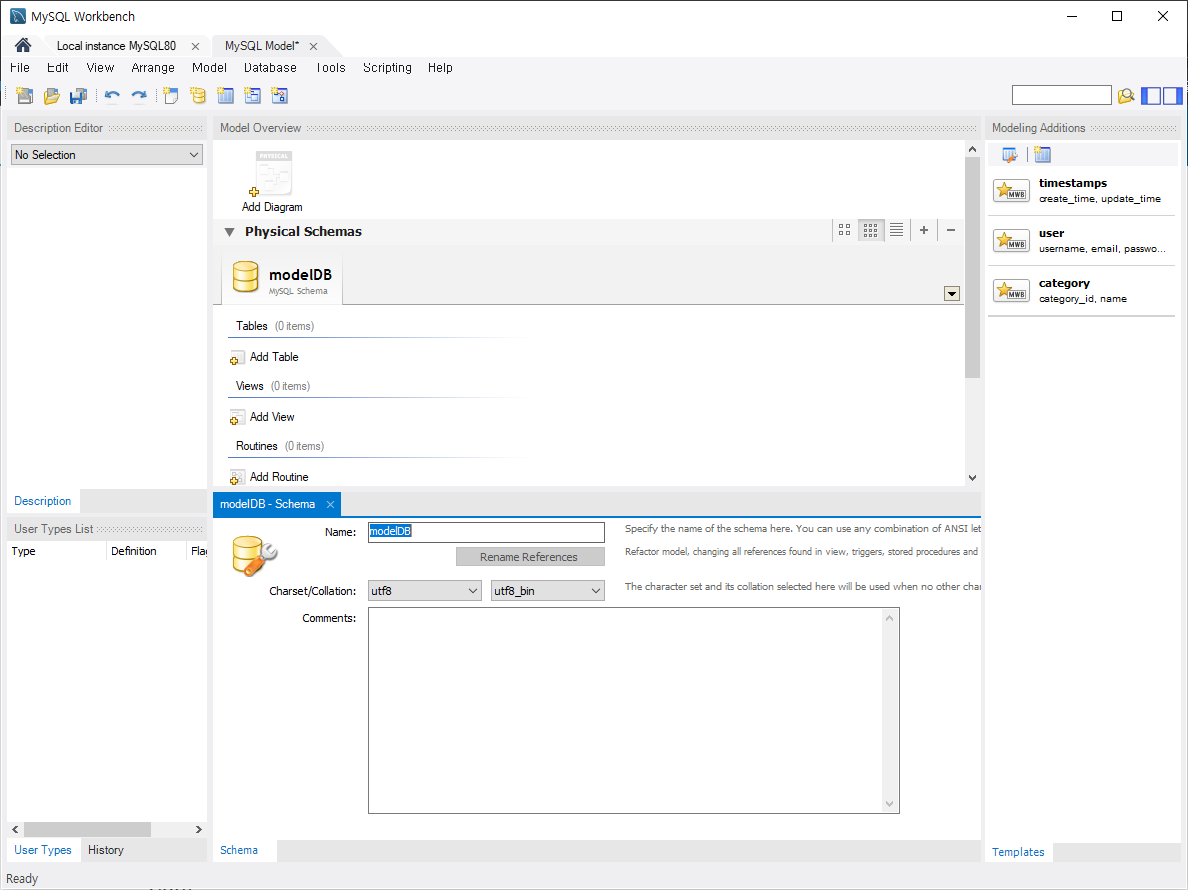 MySQL Workbench
Local instance MySQL80
MySQL Model*
File Edit View Arrange Model Database Tools Scripting Help
Description Editor
No Selection
Description
User Types List
Type Definition Flag
User Types History
Model Overview
PHYSICAL
Add Diagram
Physical Schemas
modelDB
MySQL Schema
Tables (0 items)
Add Table
Views (0 items)
Add View
Routines (0 items)
Add Routine
modelDB - Schema
Name: modelDB
Specify the name of the schema here. You can use any combination of ANSI let
Rename References
Refactor model, changing all references found in view, triggers, stored procedures and
Charset/Collation: utf8 utf8_bin
The character set and its collation selected here will be used when no other char
Comments:
Schema
Modeling Additions
MWB
timestamps
create_time, update_time
MWB
user
username, email, passwo...
MWB
category
category_id, name
Templates
Ready